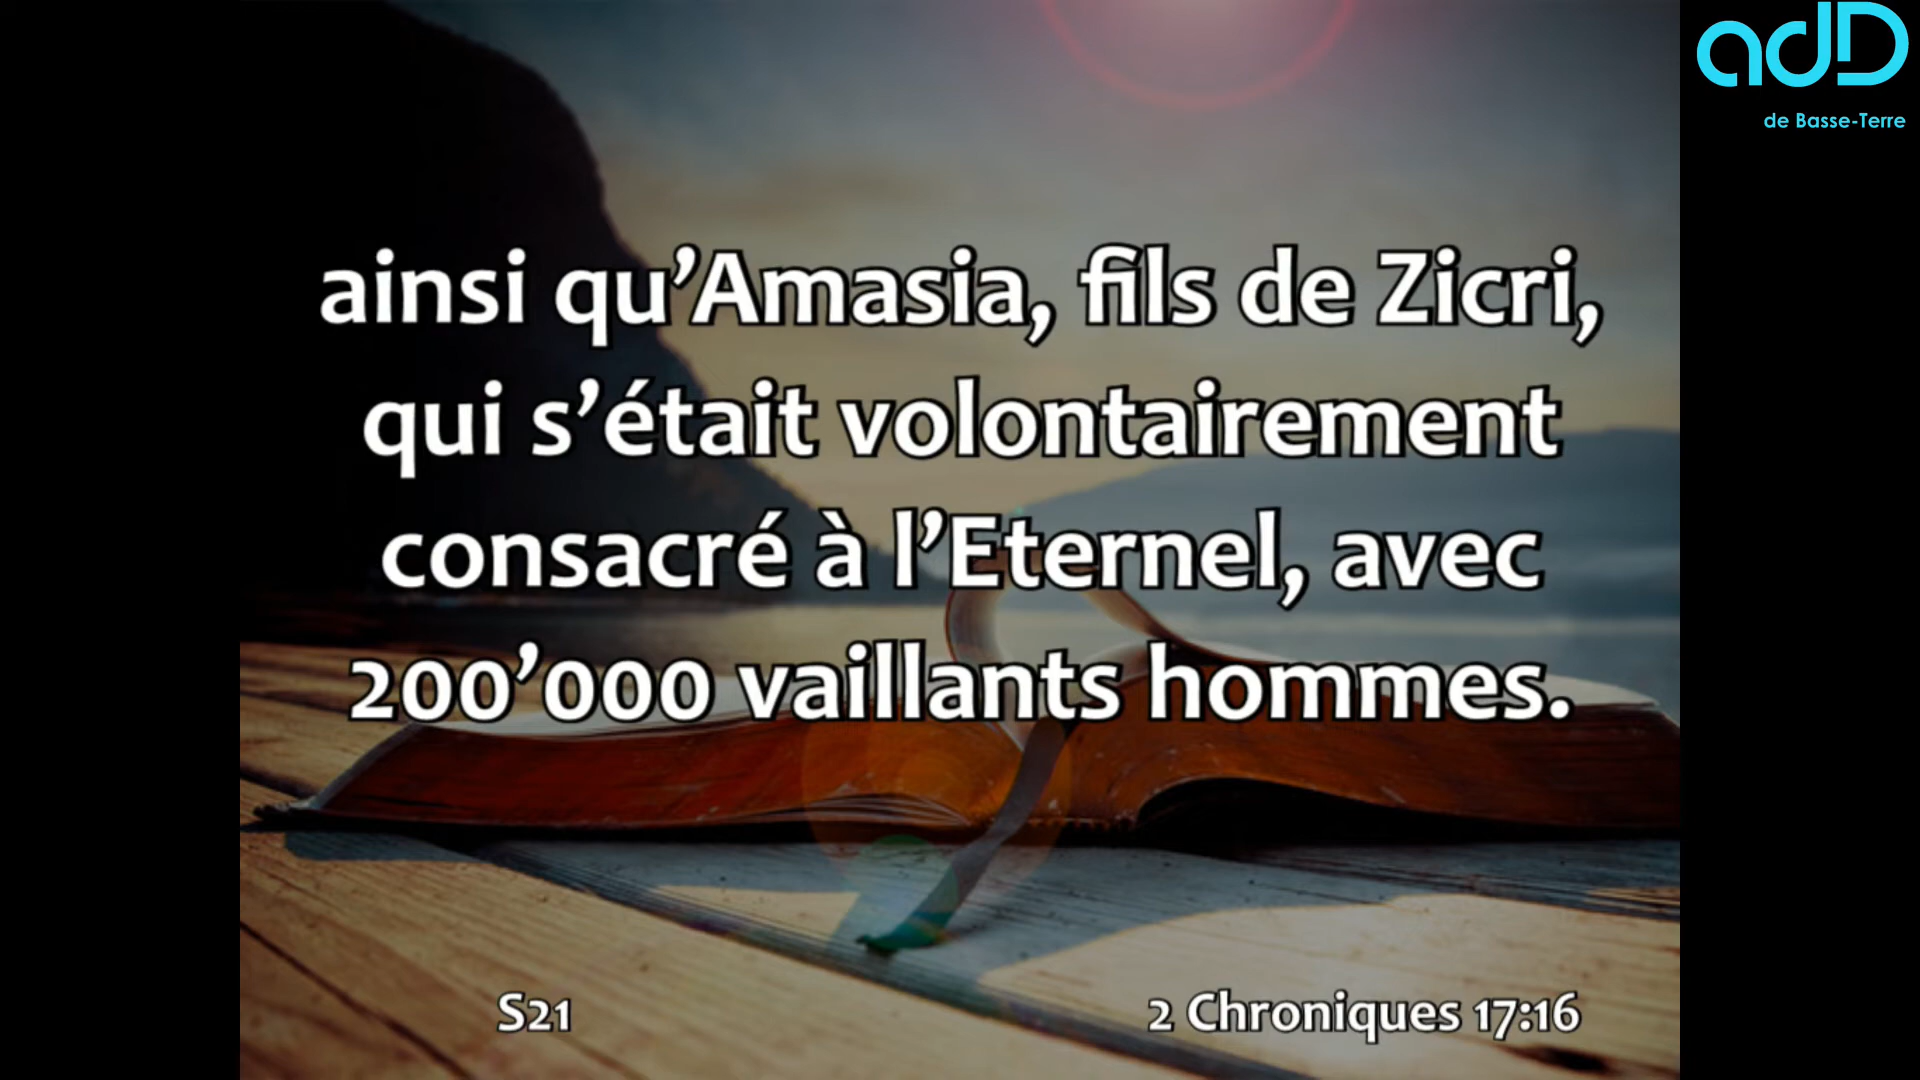 adD
de Basse-Terre
ainsi qu’Amasia, fils de Zicri,
qui s’était volontairement
consacré à l’Eternel, avec
200’000 vaillants hommes.
S21
2 Chroniques 17:16